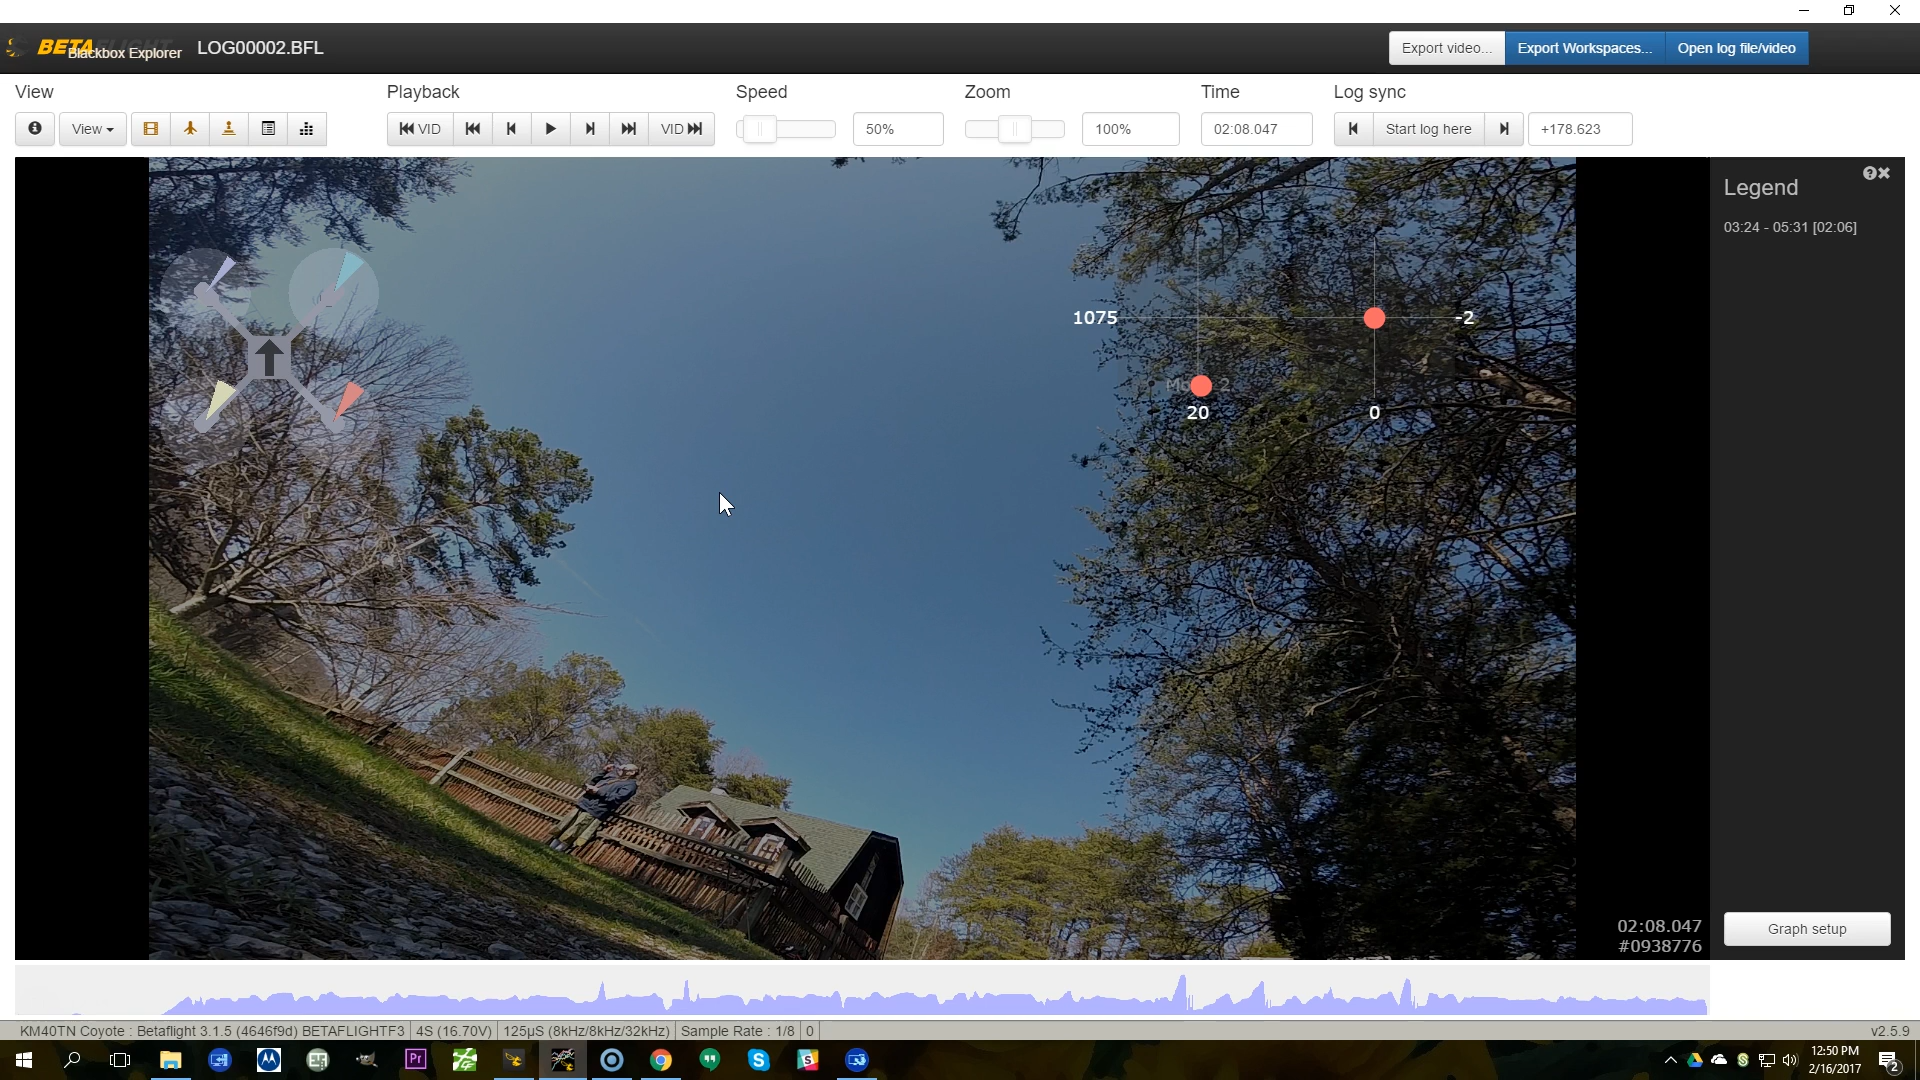 BETAFLIGHT
Blackbox Explorer
LOG00002.BFL
Export video...
Export Workspaces...
Open log file/video
View
Playback
Speed
Zoom
Time
Log sync
View
VID
VID
50%
100%
02:08.047
Start log here
+178.623
Legend
03:24 - 05:31 [02:06]
1075
-2
20
0
02:08.047
#0938776
Graph setup
KM40TN Coyote : Betaflight 3.1.5 (4646f9d) BETAFLIGHTF3
4S (16.70V)
125µS (8kHz/8kHz/32kHz)
Sample Rate : 1/8
0
v2.5.9
Pr
12:50 PM
2/16/2017
2